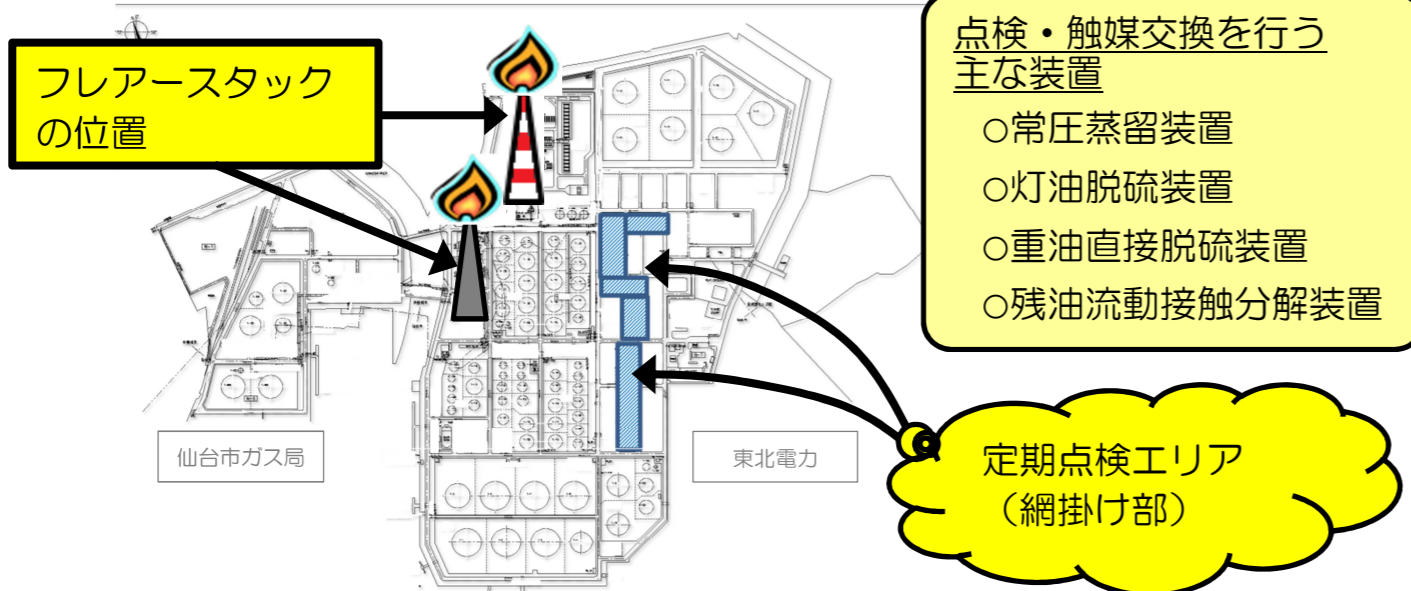 フレアースタック
の位置
点検・触媒交換を行う
主な装置
○常圧蒸留装置
○灯油脱硫装置
○重油直接脱硫装置
○残油流動接触分解装置
仙台市ガス局
東北電力
定期点検エリア
（網掛け部）